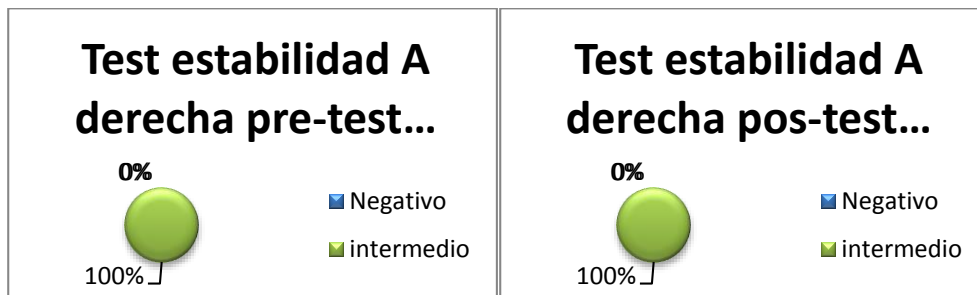 Test estabilidad A
derecha pre-test...
0%
Negativo
intermedio
100%
Test estabilidad A
derecha pos-test...
0%
Negativo
intermedio
100%